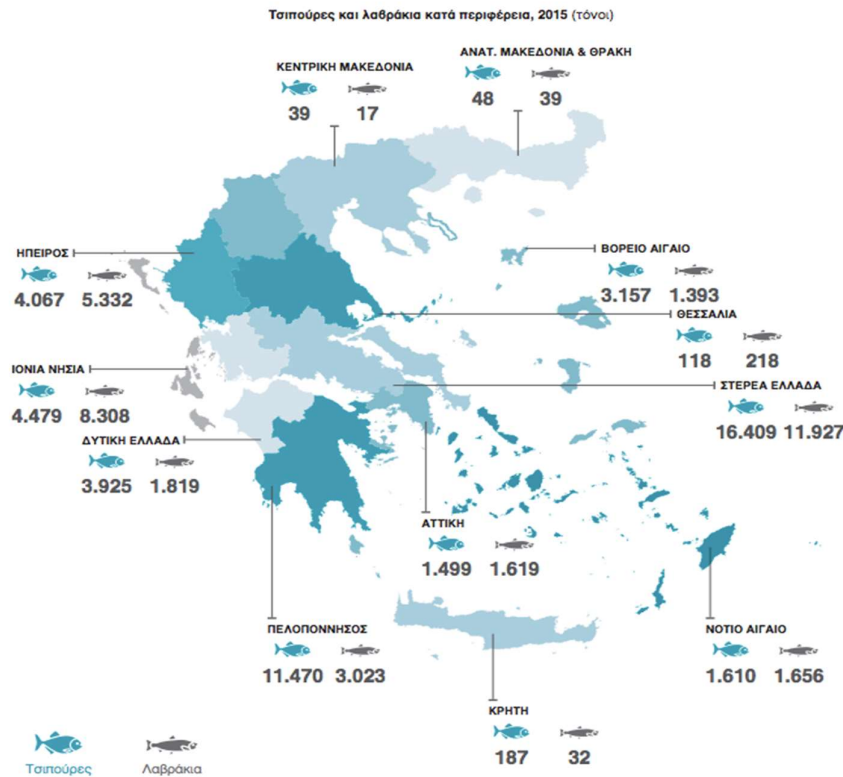 Τσιπούρες και λαβράκια κατά περιφέρεια, 2015 (τόνοι)
ΑΝΑΤ. ΜΑΚΕΔΟΝΙΑ & ΘΡΑΚΗ
48 39
ΚΕΝΤΡΙΚΗ ΜΑΚΕΔΟΝΙΑ
39 17
ΗΠΕΙΡΟΣ
4.067 5.332
ΒΟΡΕΙΟ ΑΙΓΑΙΟ
3.157 1.393
ΘΕΣΣΑΛΙΑ
118 218
ΙΟΝΙΑ ΝΗΣΙΑ
4.479 8.308
ΣΤΕΡΕΑ ΕΛΛΑΔΑ
16.409 11.927
ΔΥΤΙΚΗ ΕΛΛΑΔΑ
3.925 1.819
ΑΤΤΙΚΗ
1.499 1.619
ΠΕΛΟΠΟΝΝΗΣΟΣ
11.470 3.023
ΝΟΤΙΟ ΑΙΓΑΙΟ
1.610 1.656
ΚΡΗΤΗ
187 32
Τσιπούρες Λαβράκια